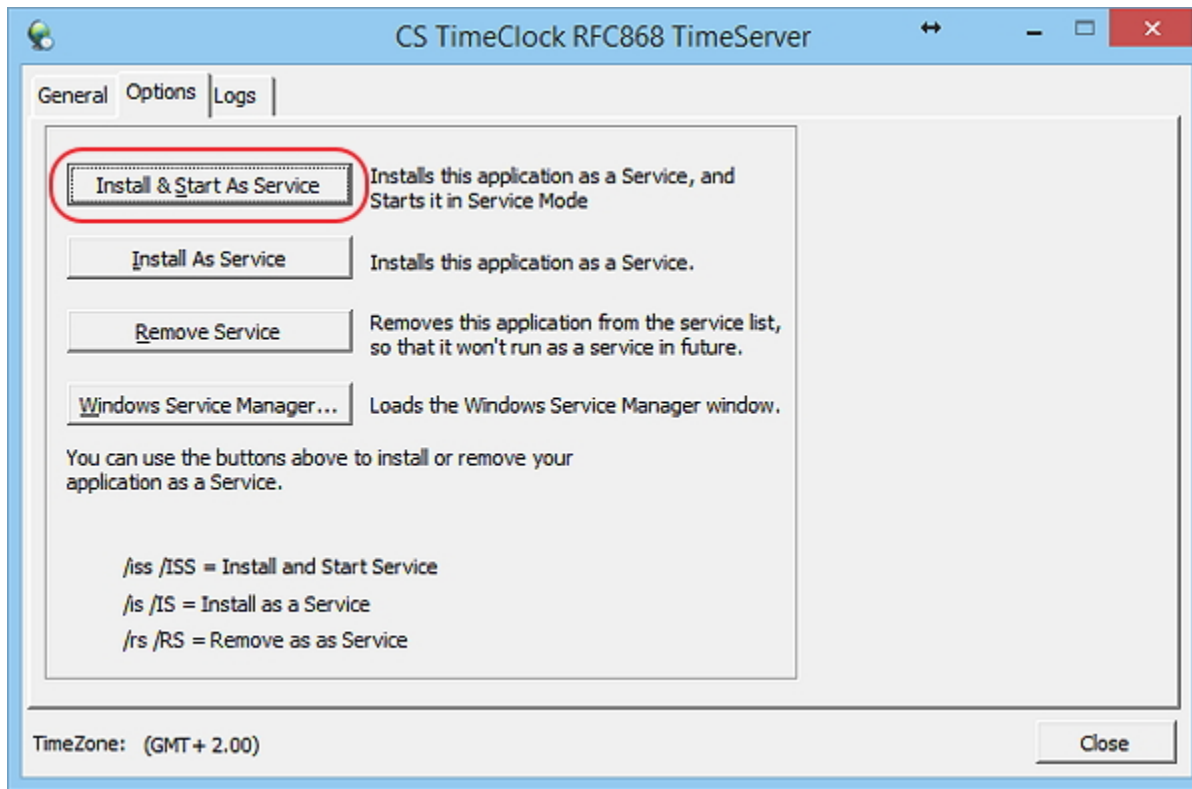 CS TimeClock RFC868 TimeServer
General Options Logs
Install & Start As Service
Installs this application as a Service, and
Starts it in Service Mode
Install As Service
Installs this application as a Service.
Remove Service
Removes this application from the service list,
so that it won't run as a service in future.
Windows Service Manager...
Loads the Windows Service Manager window.
You can use the buttons above to install or remove your
application as a Service.
/iss /ISS = Install and Start Service
/is /IS = Install as a Service
/rs /RS = Remove as as Service
TimeZone: (GMT+ 2.00)
Close